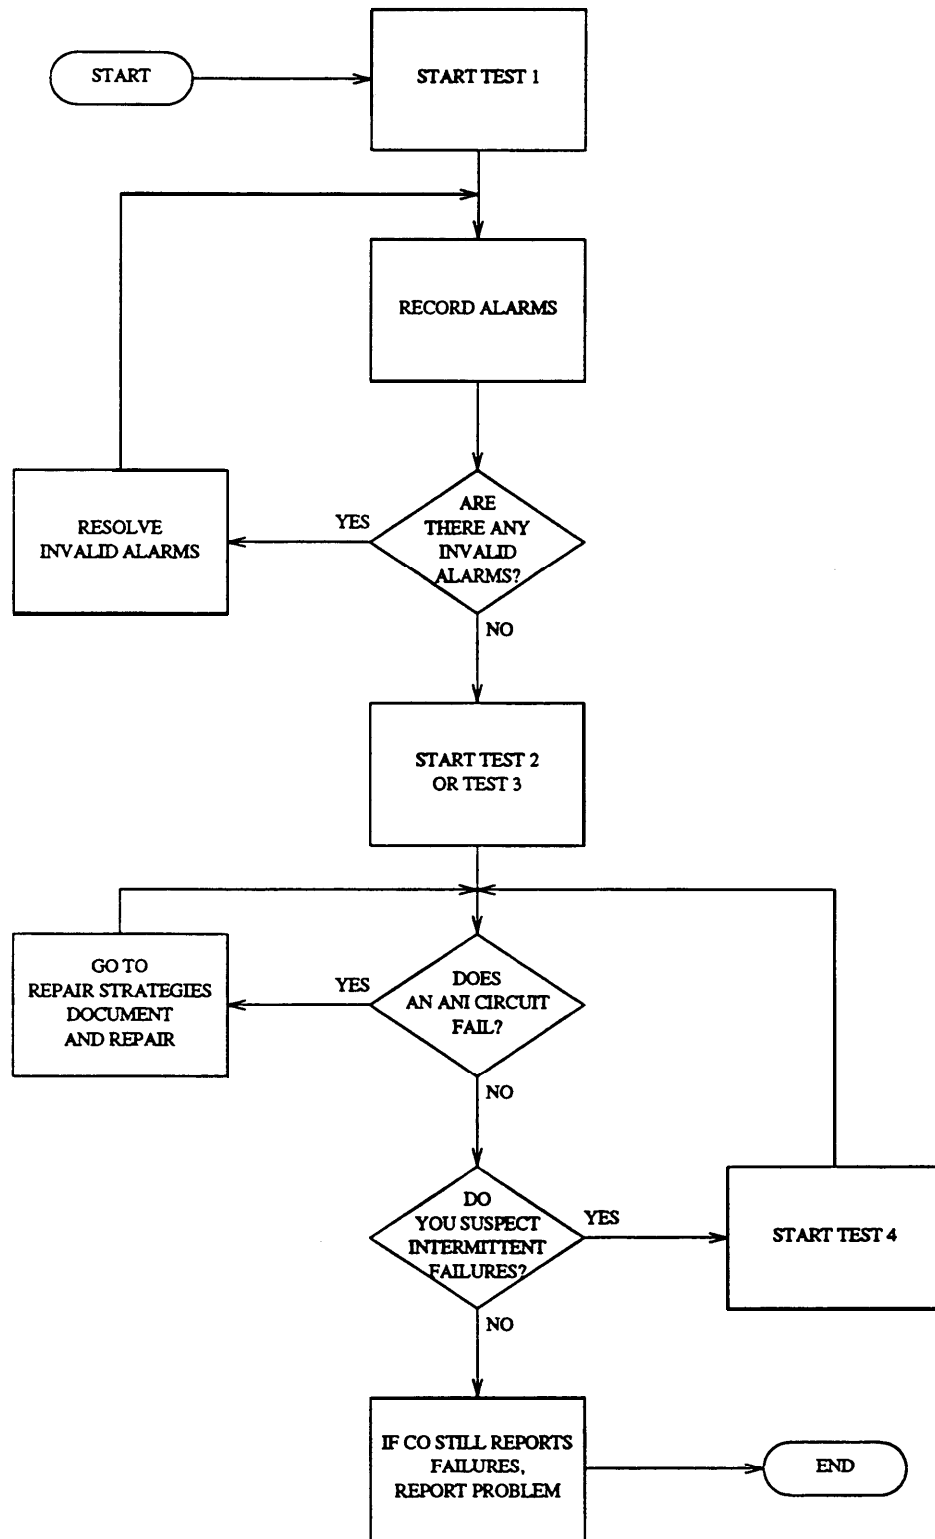 START
START TEST 1
RECORD ALARMS
ARE
THERE ANY
INVALID
ALARMS?
YES
RESOLVE
INVALID ALARMS
NO
START TEST 2
OR TEST 3
DOES
AN ANI CIRCUIT
FAIL?
YES
GO TO
REPAIR STRATEGIES
DOCUMENT
AND REPAIR
NO
DO
YOU SUSPECT
INTERMITTENT
FAILURES?
YES
START TEST 4
NO
IF CO STILL REPORTS
FAILURES,
REPORT PROBLEM
END